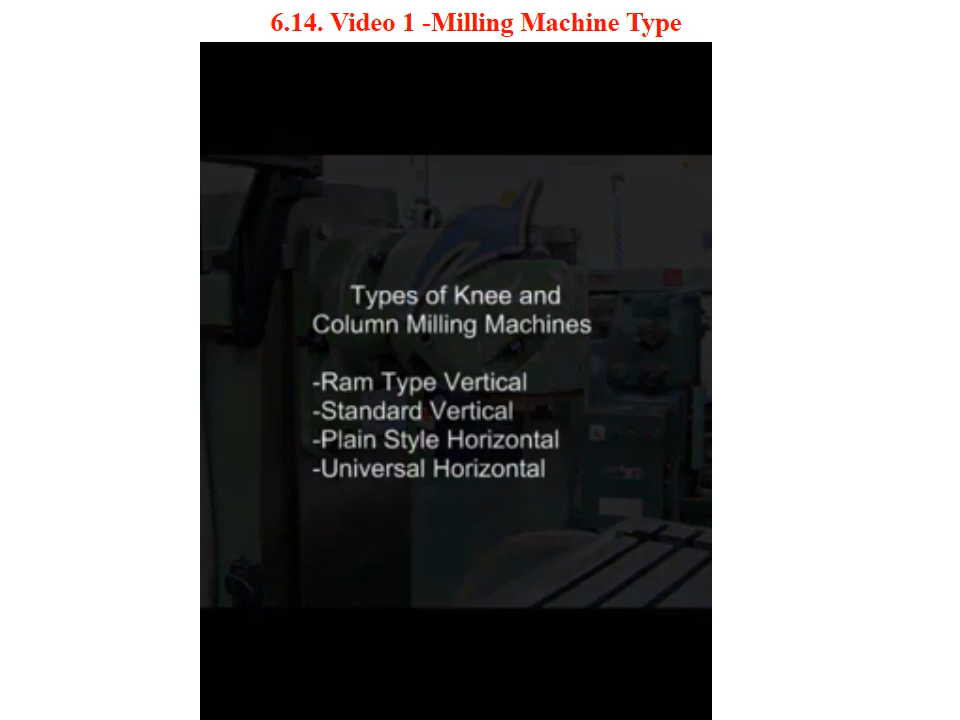 6.14. Video 1 -Milling Machine Type
Types of Knee and
Column Milling Machines
-Ram Type Vertical
-Standard Vertical
-Plain Style Horizontal
-Universal Horizontal